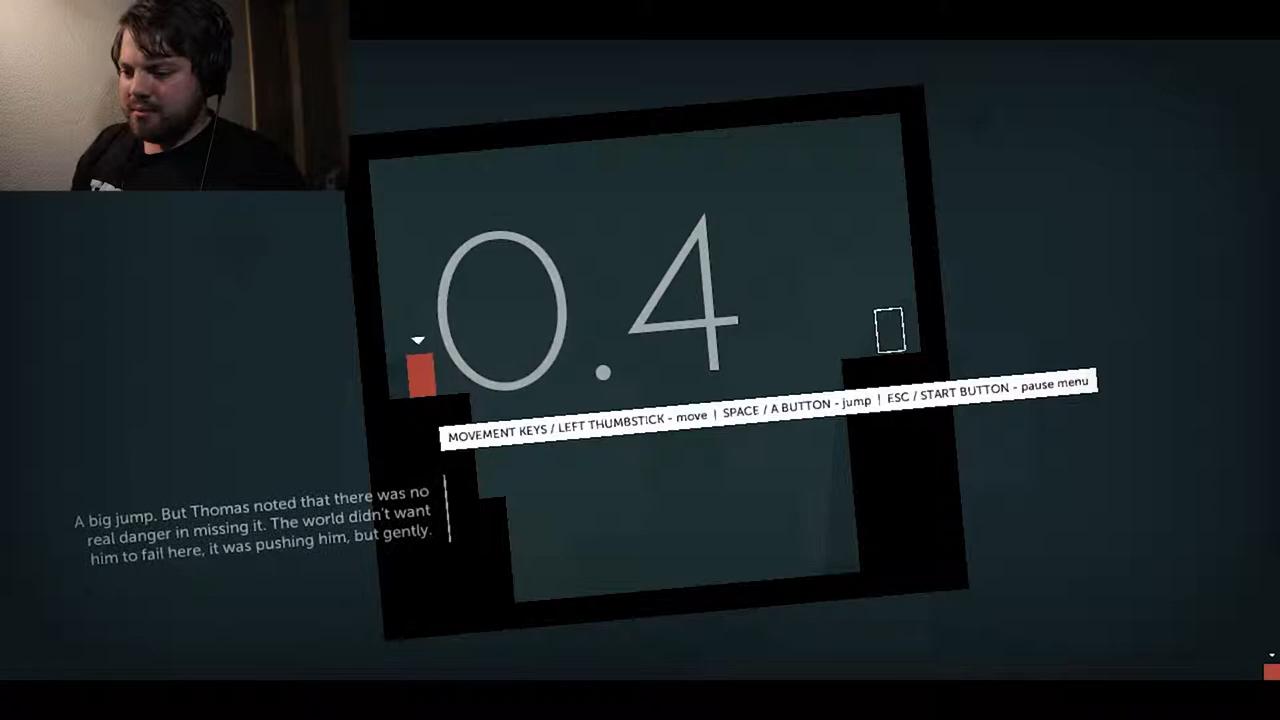 0.4
MOVEMENT KEYS / LEFT THUMBSTICK - move | SPACE / A BUTTON - jump | ESC / START BUTTON - pause menu
A big jump. But Thomas noted that there was no
real danger in missing it. The world didn't want
him to fail here, it was pushing him, but gently.